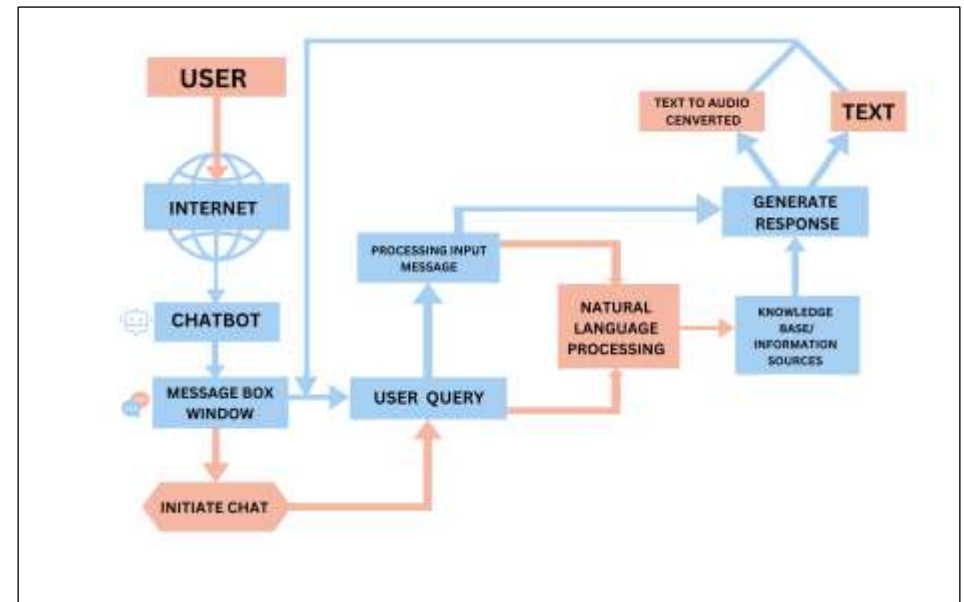 USER
INTERNET
CHATBOT
MESSAGE BOX
WINDOW
INITIATE CHAT
USER QUERY
PROCESSING INPUT
MESSAGE
NATURAL
LANGUAGE
PROCESSING
KNOWLEDGE
BASE/
INFORMATION
SOURCES
GENERATE
RESPONSE
TEXT TO AUDIO
CENVERTED
TEXT